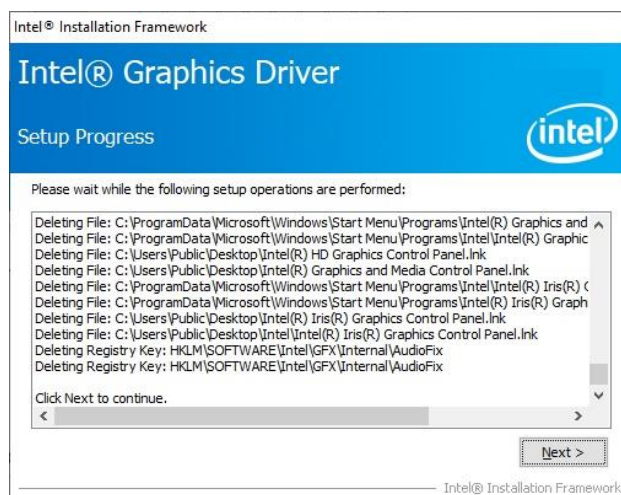 Intel® Installation Framework
Intel® Graphics Driver
Setup Progress
intel
Please wait while the following setup operations are performed:
Deleting File: C:\ProgramData\Microsoft\Windows\Start Menu\Programs\Intel(R) Graphics and
Deleting File: C:\ProgramData\Microsoft\Windows\Start Menu\Programs\Intel\Intel(R) Graphic
Deleting File: C:\Users\Public\Desktop\Intel(R) HD Graphics Control Panel.lnk
Deleting File: C:\Users\Public\Desktop\Intel(R) Graphics and Media Control Panel.lnk
Deleting File: C:\ProgramData\Microsoft\Windows\Start Menu\Programs\Intel\Intel(R) Iris(R) G
Deleting File: C:\ProgramData\Microsoft\Windows\Start Menu\Programs\Intel(R) Iris(R) Graph
Deleting File: C:\Users\Public\Desktop\Intel(R) Iris(R) Graphics Control Panel.lnk
Deleting File: C:\Users\Public\Desktop\Intel\Intel(R) Iris(R) Graphics Control Panel.lnk
Deleting Registry Key: HKLM\SOFTWARE\Intel\GFX\Internal\AudioFix
Deleting Registry Key: HKLM\SOFTWARE\Intel\GFX\Internal\AudioFix
Click Next to continue.
Next >
Intel® Installation Framework